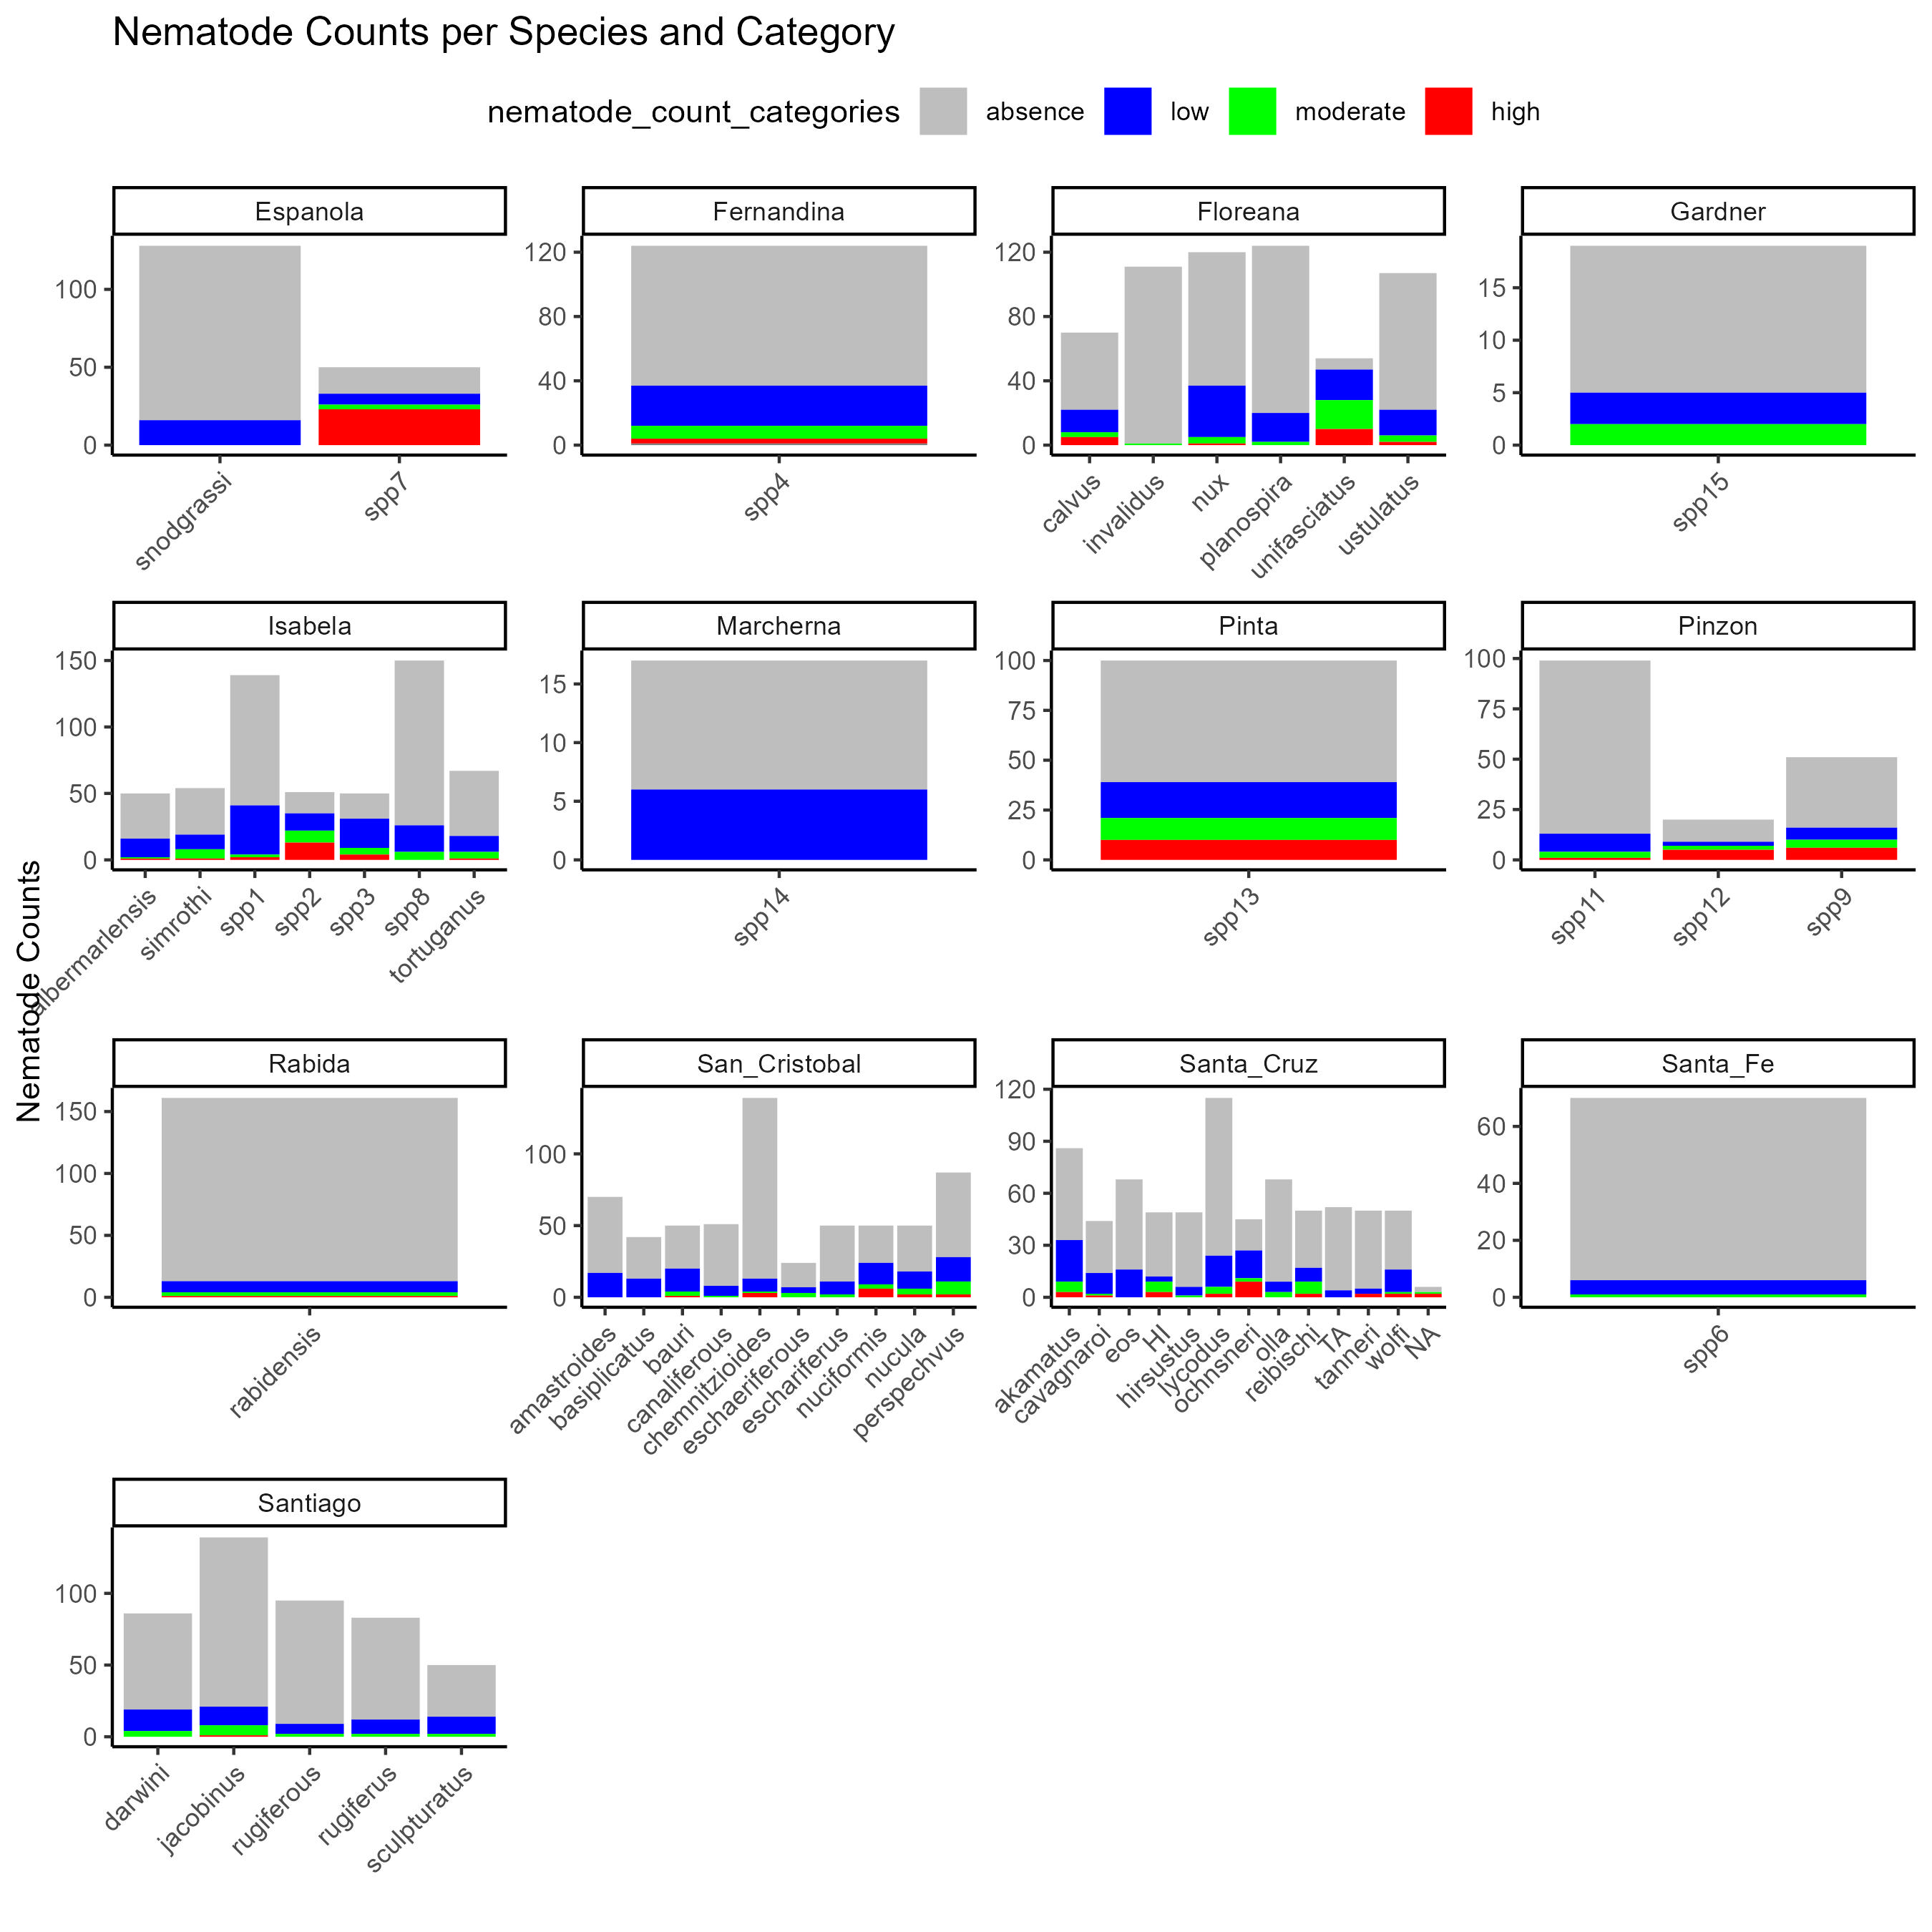 Nematode Counts per Species and Category
nematode_count_categories absence low moderate high
Espanola Fernandina Floreana Gardner
100
50
0
120
80
40
0
120
80
40
0
15
10
5
0
snodgrassi spp7
spp4
calvus invalidus nux planospira unifasciatus ustulatus
spp15
Isabela Marcherna Pinta Pinzon
150
100
50
0
15
10
5
0
100
75
50
25
0
100
75
50
25
0
albermarlensis simrothi spp1 spp2 spp3 spp8 tortuganus
spp14
spp13
spp11 spp12 spp9
Nematode Counts
Rabida San_Cristobal Santa_Cruz Santa_Fe
150
100
50
0
100
50
0
120
90
60
30
0
60
40
20
0
rabidensis
amastroides basiplicatus bauri canaliferous chemnitzioides eschaeriferous eschariferus nuciformis nucula perspechvus
akamatus cavagnaroi eos HI hirsustus lycodus ochnsneri olla reibischi TA tanneri wolfi NA
spp6
Santiago
100
50
0
darwini jacobinus rugiferous rugiferus sculpturatus